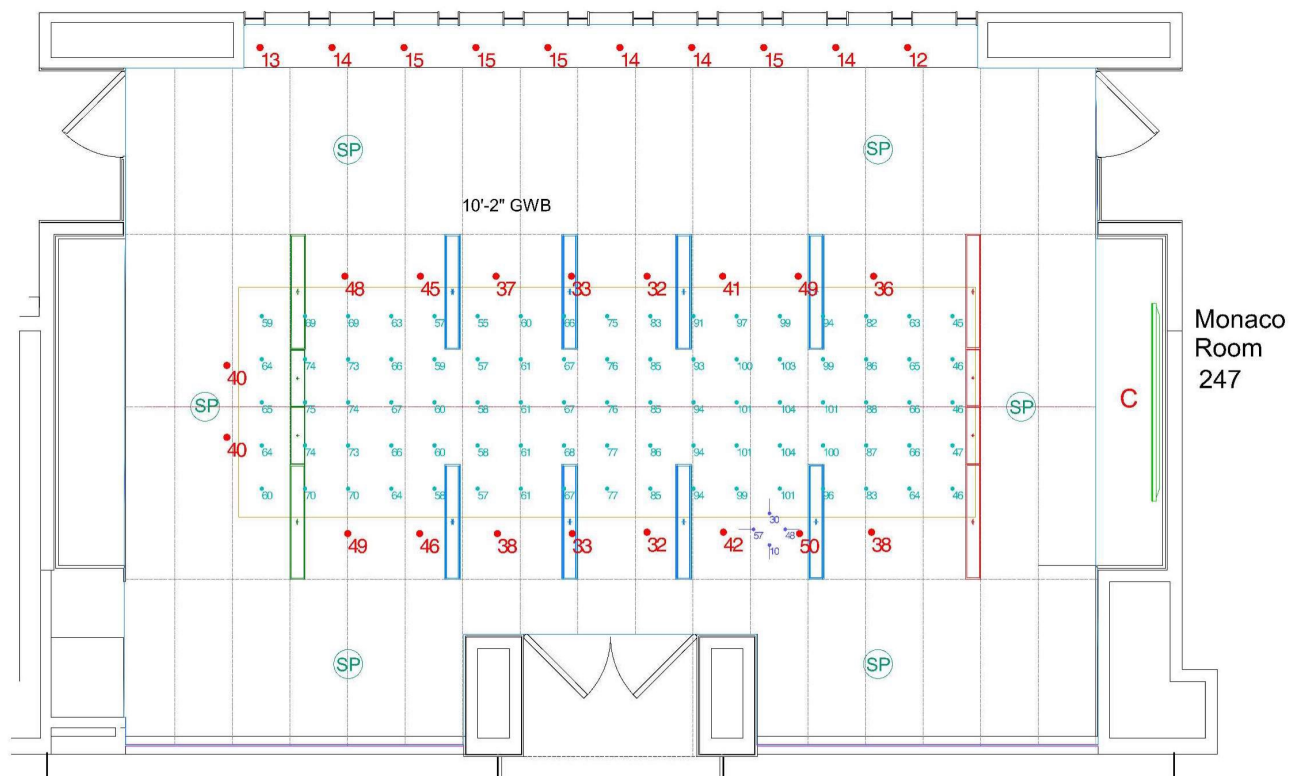 13 14 15 15 15 14 14 15 14 12
SP SP
10'-2" GWB
48 45 37 33 32 41 49 36
59 69 69 63 57 55 60 66 75 83 91 97 99 94 82 63 45
Monaco
Room
247
64 74 73 66 59 57 61 67 76 85 93 100 103 99 86 65 46
40
65 75 74 67 60 58 61 67 76 85 94 101 104 101 88 66 46
SP SP
C
40
64 74 73 66 60 58 61 68 77 86 94 101 104 100 87 66 47
60 70 70 64 58 57 61 67 77 85 94 99 101 96 83 64 46
30
57 48
49 46 38 33 32 42 50 38
10
SP SP